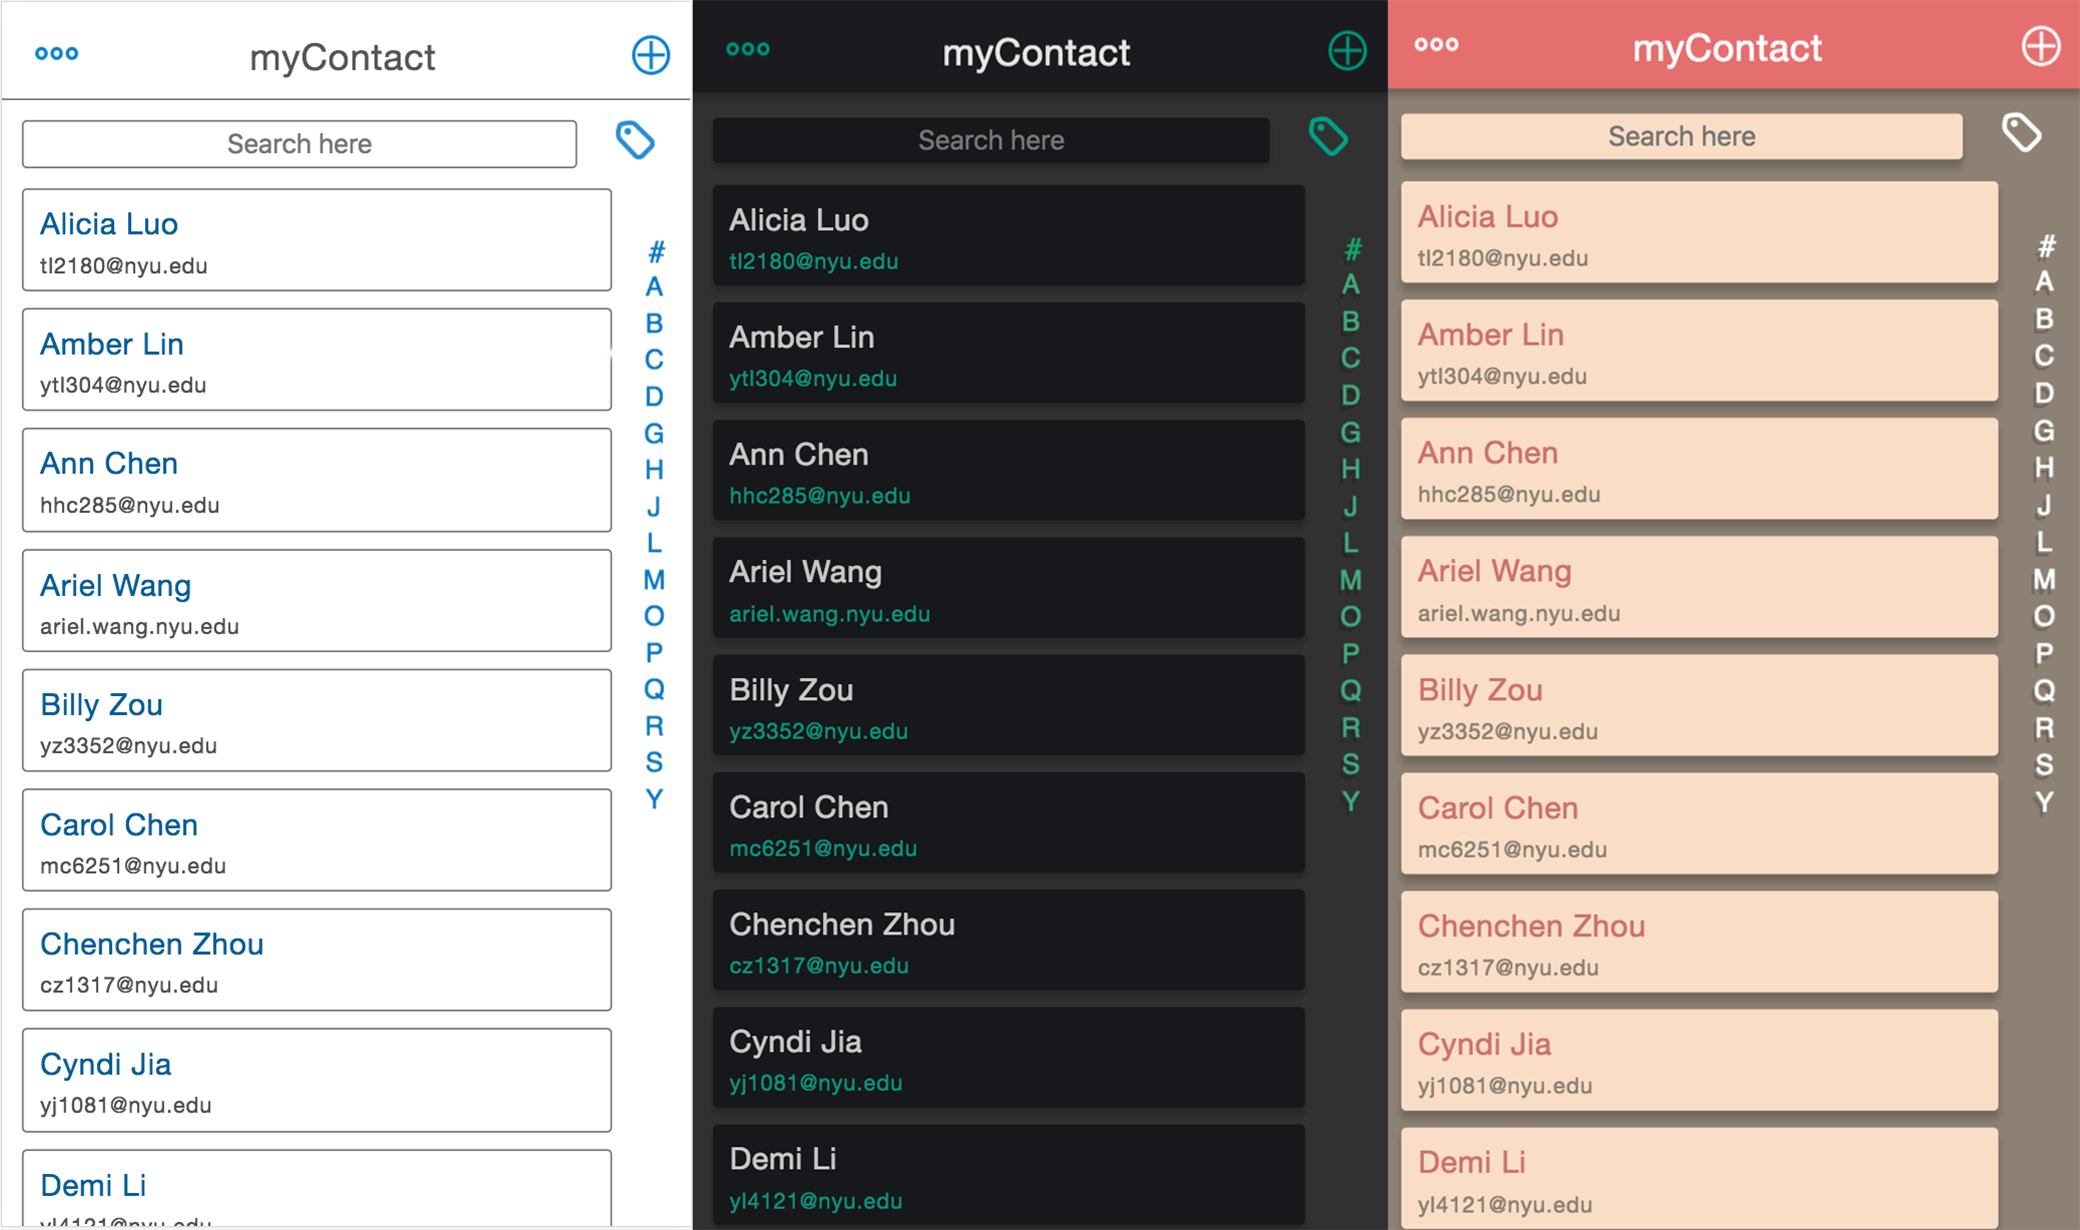 myContact
Search here
Alicia Luo
tl2180@nyu.edu
Amber Lin
ytl304@nyu.edu
Ann Chen
hhc285@nyu.edu
Ariel Wang
ariel.wang.nyu.edu
Billy Zou
yz3352@nyu.edu
Carol Chen
mc6251@nyu.edu
Chenchen Zhou
cz1317@nyu.edu
Cyndi Jia
yj1081@nyu.edu
Demi Li
yl4121@nyu.edu
#
A
B
C
D
G
H
J
L
M
O
P
Q
R
S
Y
myContact
Search here
Alicia Luo
tl2180@nyu.edu
Amber Lin
ytl304@nyu.edu
Ann Chen
hhc285@nyu.edu
Ariel Wang
ariel.wang.nyu.edu
Billy Zou
yz3352@nyu.edu
Carol Chen
mc6251@nyu.edu
Chenchen Zhou
cz1317@nyu.edu
Cyndi Jia
yj1081@nyu.edu
Demi Li
yl4121@nyu.edu
#
A
B
C
D
G
H
J
L
M
O
P
Q
R
S
Y
myContact
Search here
Alicia Luo
tl2180@nyu.edu
Amber Lin
ytl304@nyu.edu
Ann Chen
hhc285@nyu.edu
Ariel Wang
ariel.wang.nyu.edu
Billy Zou
yz3352@nyu.edu
Carol Chen
mc6251@nyu.edu
Chenchen Zhou
cz1317@nyu.edu
Cyndi Jia
yj1081@nyu.edu
Demi Li
yl4121@nyu.edu
#
A
B
C
D
G
H
J
L
M
O
P
Q
R
S
Y